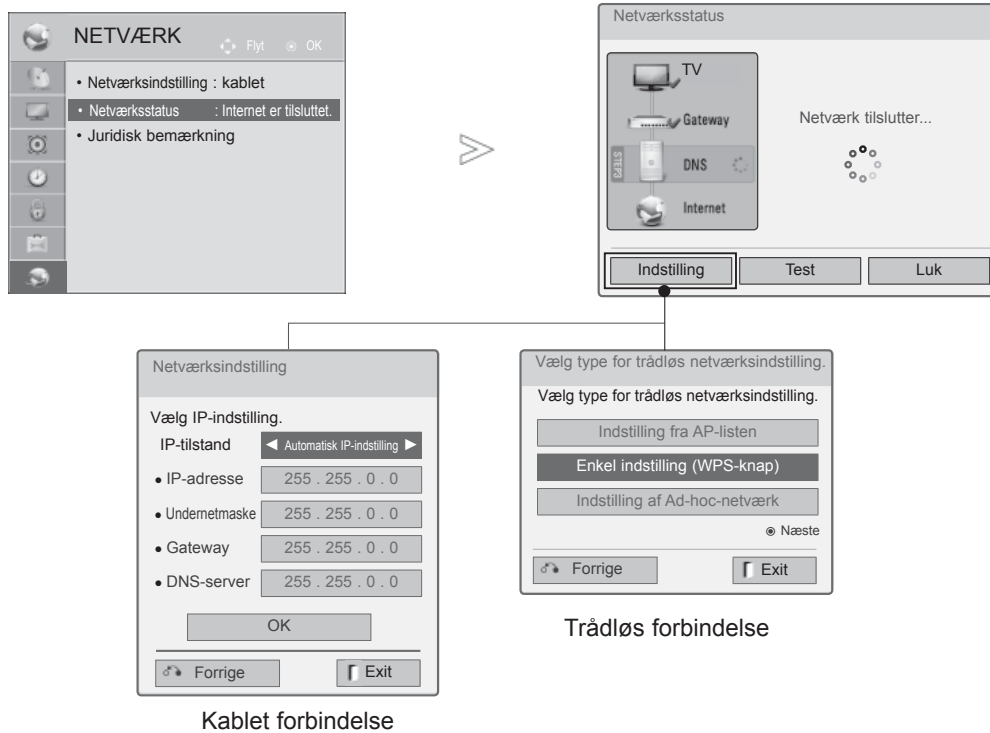 NETVÆRK
Flyt OK
• Netværksindstilling : kablet
• Netværksstatus : Internet er tilsluttet.
• Juridisk bemærkning
Netværksstatus
TV
Gateway
STEP3
DNS
Internet
Netværk tilslutter...
Indstilling
Test
Luk
Netværksindstilling
Vælg IP-indstilling.
IP-tilstand ◀ Automatisk IP-indstilling ▶
• IP-adresse 255 . 255 . 0 . 0
• Undernetmaske 255 . 255 . 0 . 0
• Gateway 255 . 255 . 0 . 0
• DNS-server 255 . 255 . 0 . 0
OK
Forrige
Exit
Kablet forbindelse
Vælg type for trådløs netværksindstilling.
Vælg type for trådløs netværksindstilling.
Indstilling fra AP-listen
Enkel indstilling (WPS-knap)
Indstilling af Ad-hoc-netværk
Næste
Forrige
Exit
Trådløs forbindelse